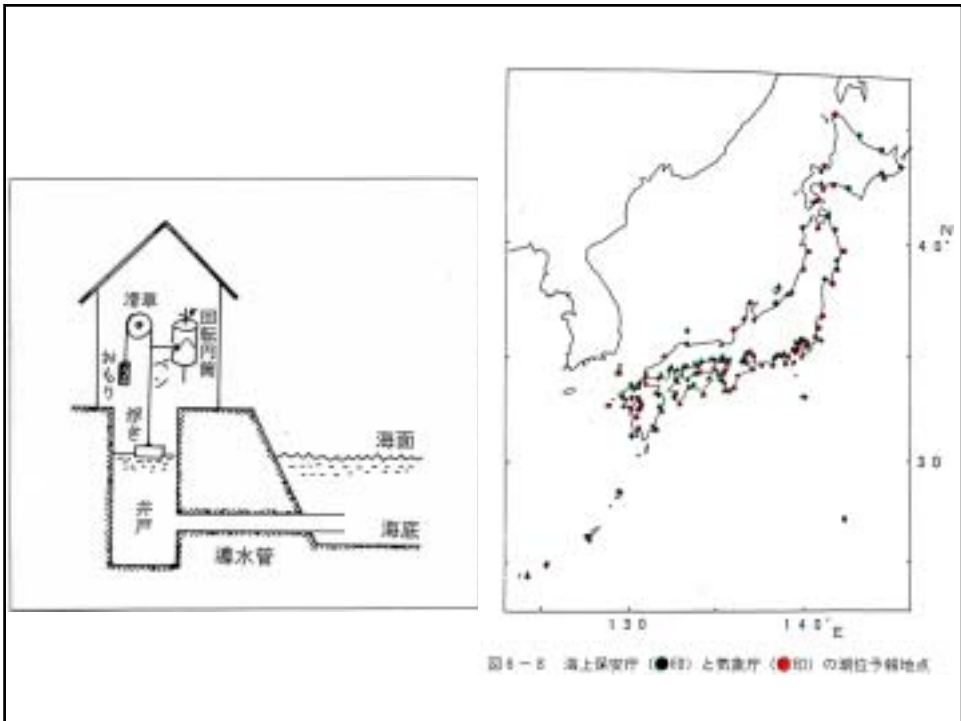 滑車
回転円筒
おもり
ペン
浮き
海面
井戸
海底
導水管
40°
N
30
130
140°
E
図6-8 海上保安庁(●印)と気象庁(●印)の潮位予報地点